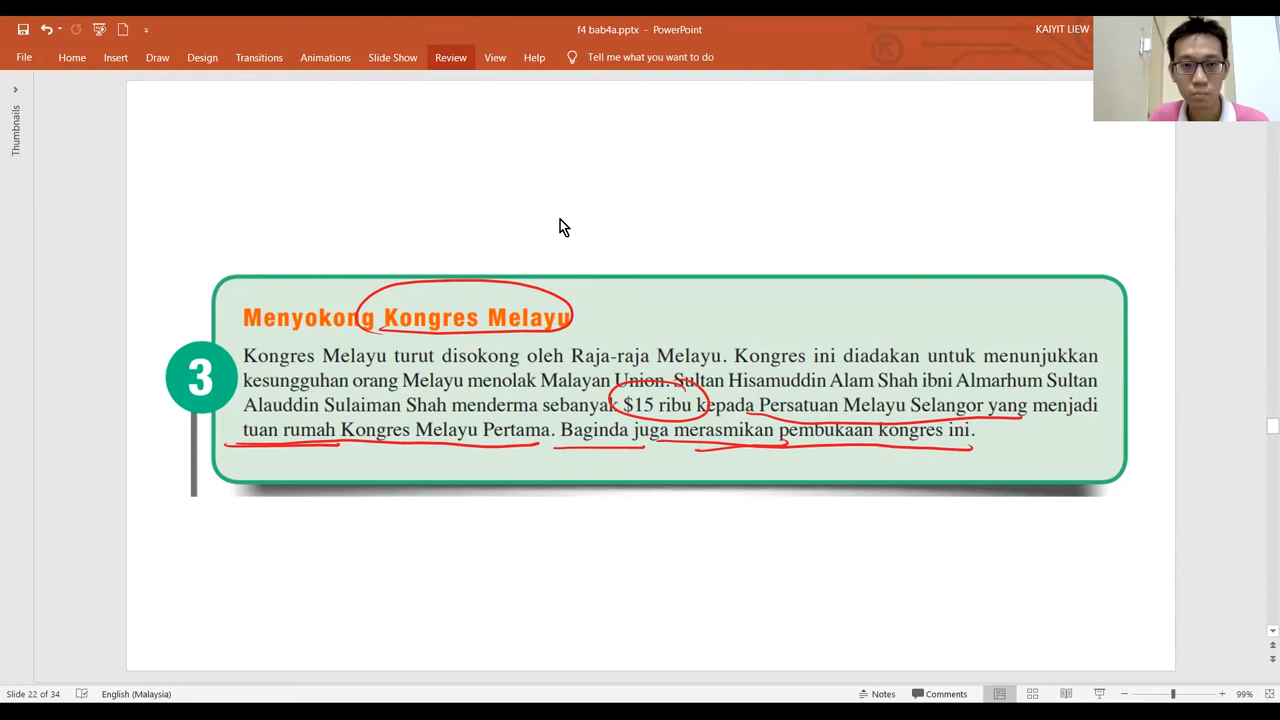 f4 bab4a.pptx - PowerPoint
KAIYIT LIEW
File Home Insert Draw Design Transitions Animations Slide Show Review View Help Tell me what you want to do
Thumbnails
Menyokong Kongres Melayu
3
Kongres Melayu turut disokong oleh Raja-raja Melayu. Kongres ini diadakan untuk menunjukkan
kesungguhan orang Melayu menolak Malayan Union. Sultan Hisamuddin Alam Shah ibni Almarhum Sultan
Alauddin Sulaiman Shah menderma sebanyak $15 ribu kepada Persatuan Melayu Selangor yang menjadi
tuan rumah Kongres Melayu Pertama. Baginda juga merasmikan pembukaan kongres ini.
Slide 22 of 34 English (Malaysia) Notes Comments 99%